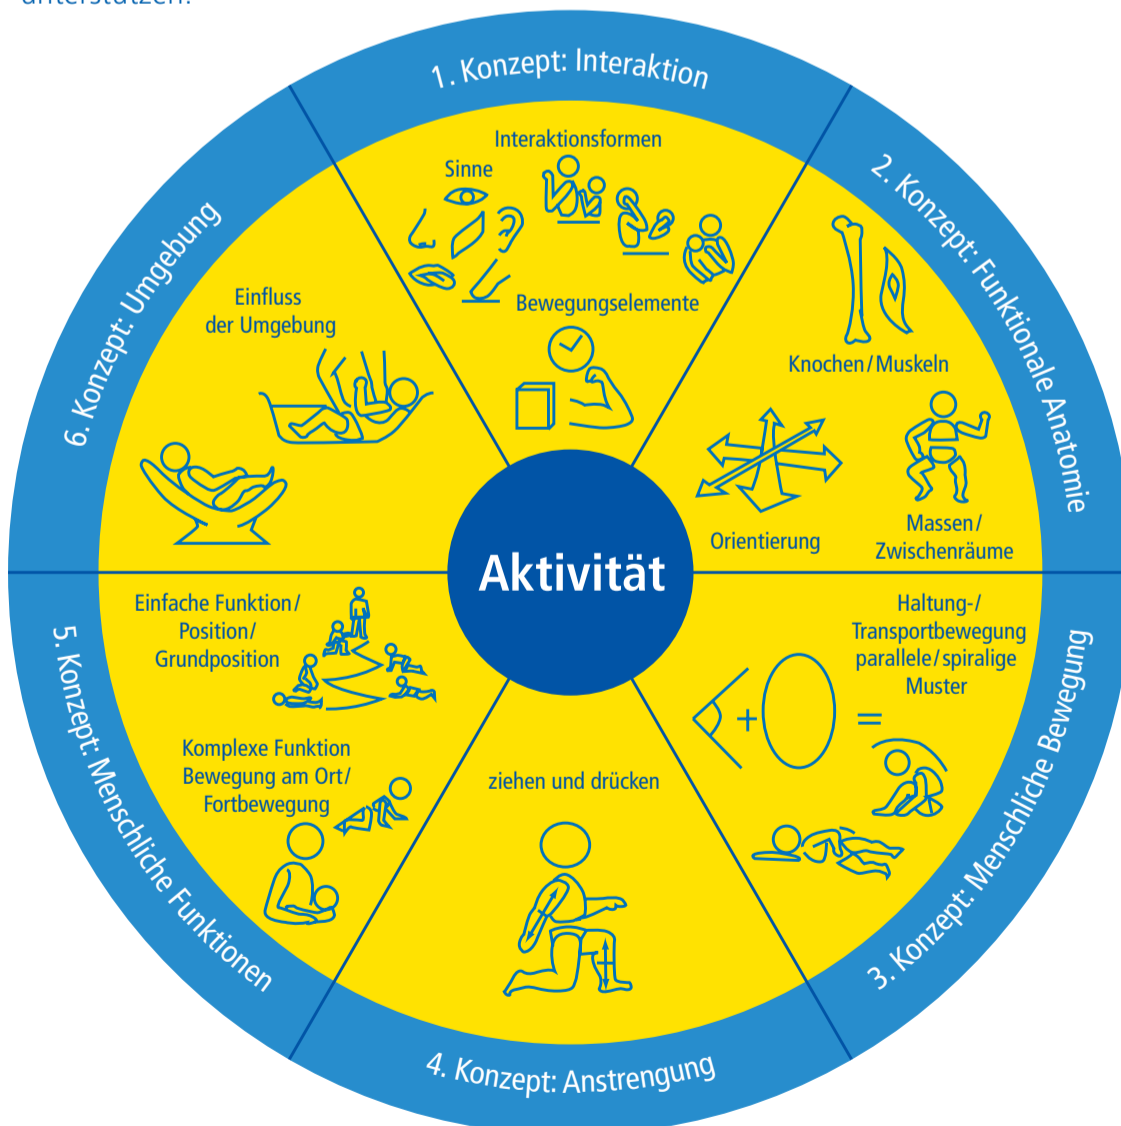 unterstützen.
1. Konzept: Interaktion
Interaktionsformen
Sinne
Bewegungselemente
2. Konzept: Funktionale Anatomie
Knochen/Muskeln
Orientierung
Massen/
Zwischenräume
3. Konzept: Menschliche Bewegung
Haltung-/
Transportbewegung
parallele/spiralige
Muster
+
=
4. Konzept: Anstrengung
ziehen und drücken
5. Konzept: Menschliche Funktionen
Einfache Funktion/
Position/
Grundposition
Komplexe Funktion
Bewegung am Ort/
Fortbewegung
6. Konzept: Umgebung
Einfluss
der Umgebung
Aktivität